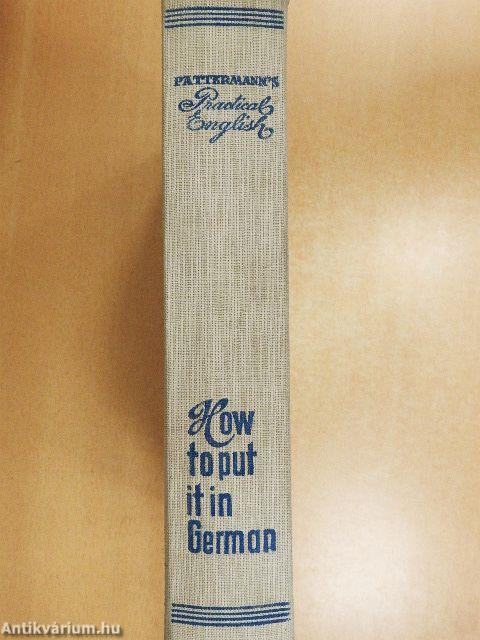 PATTERMANN'S
Practical
English
How
to put
it in
German
Antikvárium.hu